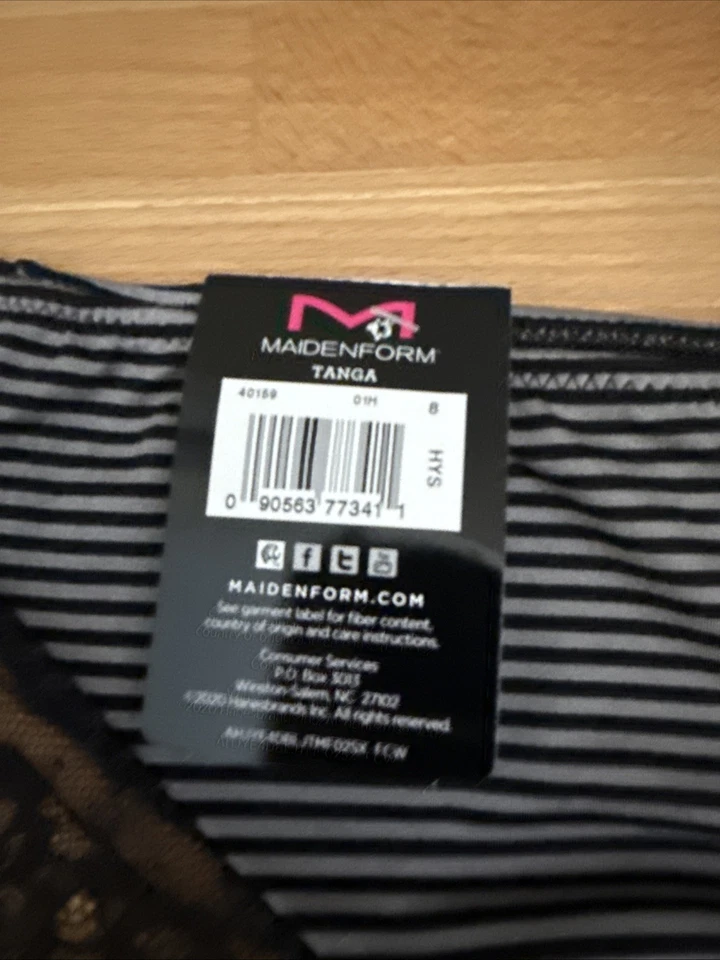 MAIDENFORM
TANGA
40159 01H 8
HYS
0 90563 77341 1
MAIDENFORM.COM
See garment label for fiber content,
country of origin and care instructions.
Consumer Services
P.O. Box 3013
Winston-Salem, NC 27102
©2020 Hanesbrands Inc. All rights reserved.